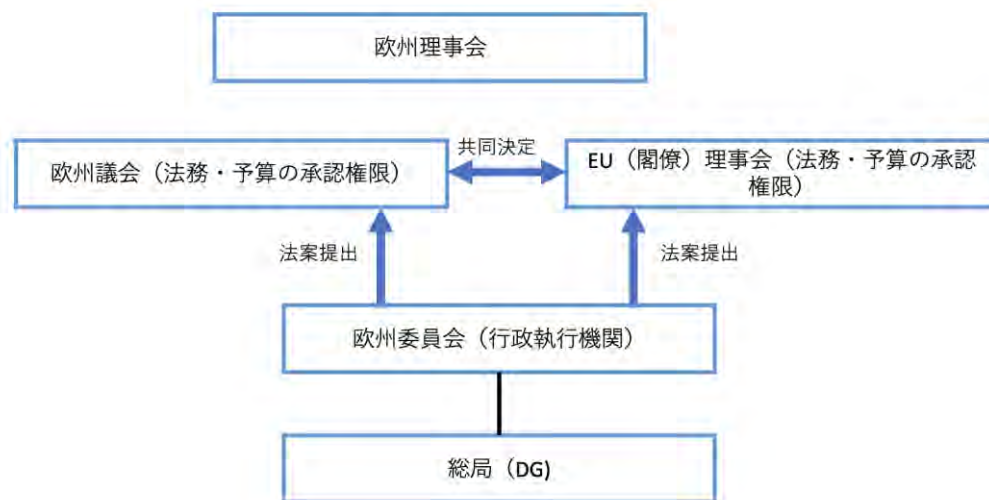 欧州理事会
共同決定
欧州議会（法務・予算の承認権限）
EU（閣僚）理事会（法務・予算の承認
権限）
法案提出
法案提出
欧州委員会（行政執行機関）
総局（DG)